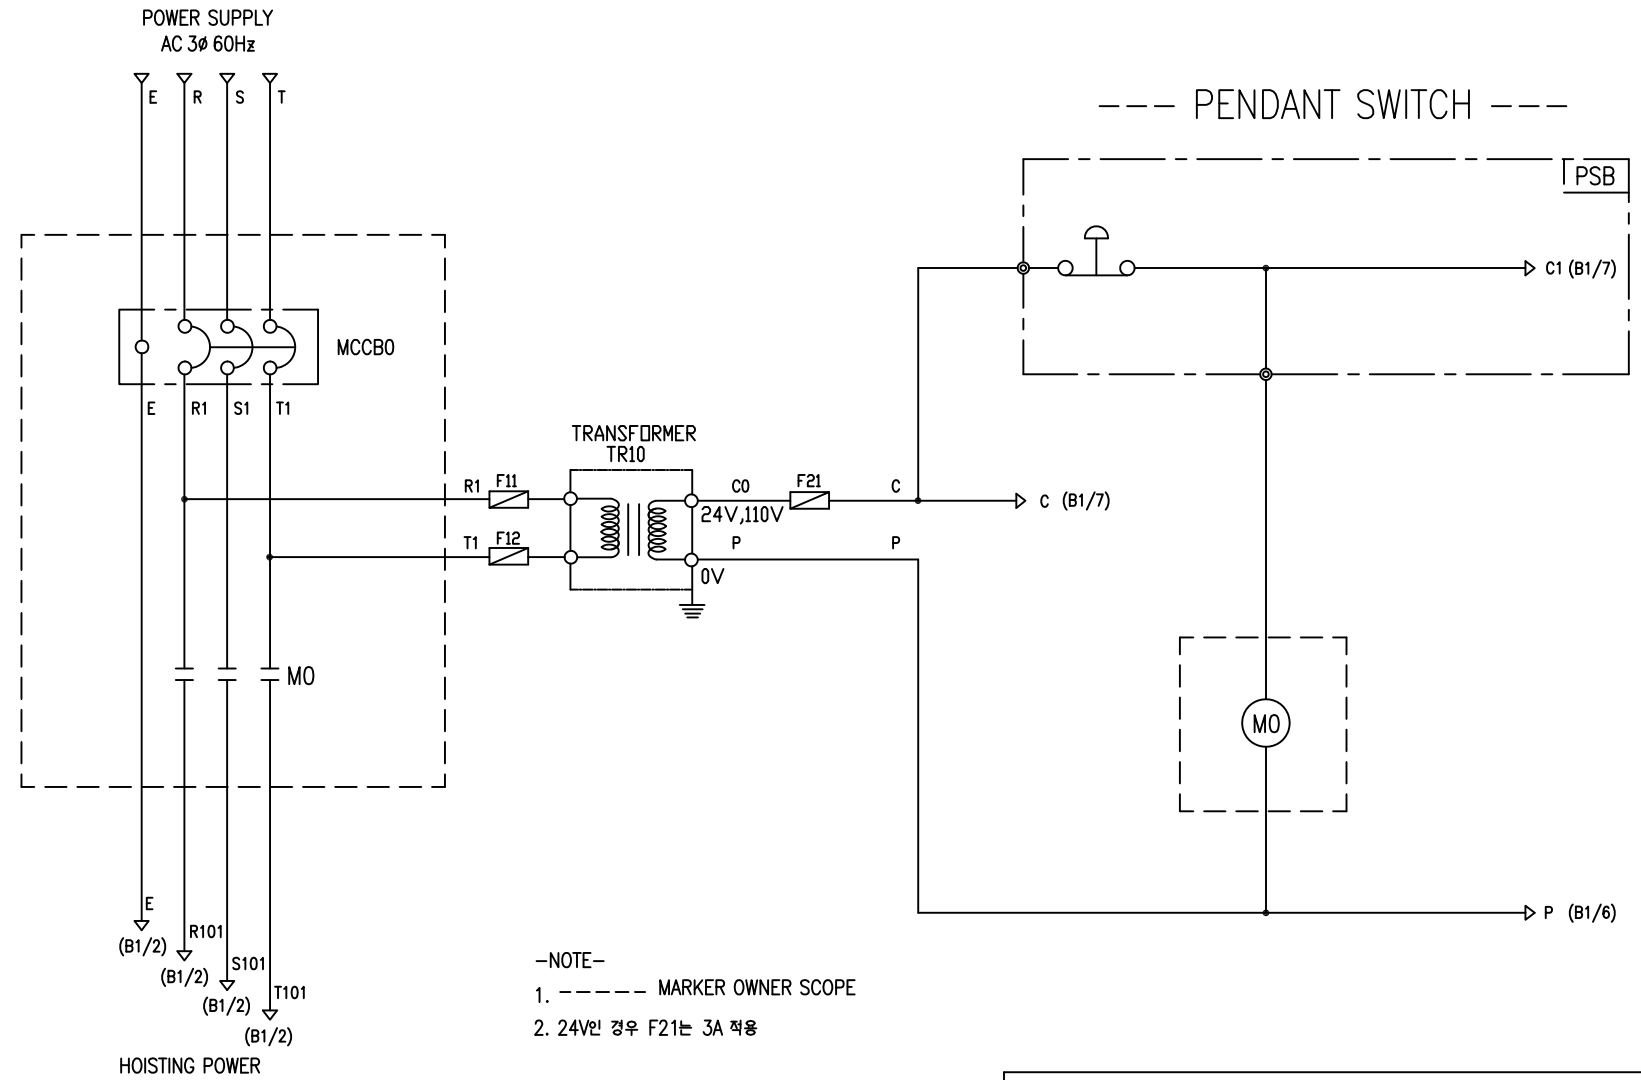 POWER SUPPLY
AC 3Ø 60Hz
E R S T
--- PENDANT SWITCH ---
PSB
C1 (B1/7)
MCCB0
E R1 S1 T1
TRANSFORMER
TR10
R1 F11
C0 F21 C
C (B1/7)
24V,110V
T1 F12
P P
0V
M0
M0
E
(B1/2)
R101
(B1/2)
S101
(B1/2)
T101
(B1/2)
HOISTING POWER
P (B1/6)
-NOTE-
1. ------ MARKER OWNER SCOPE
2. 24V인 경우 F21는 3A 적용